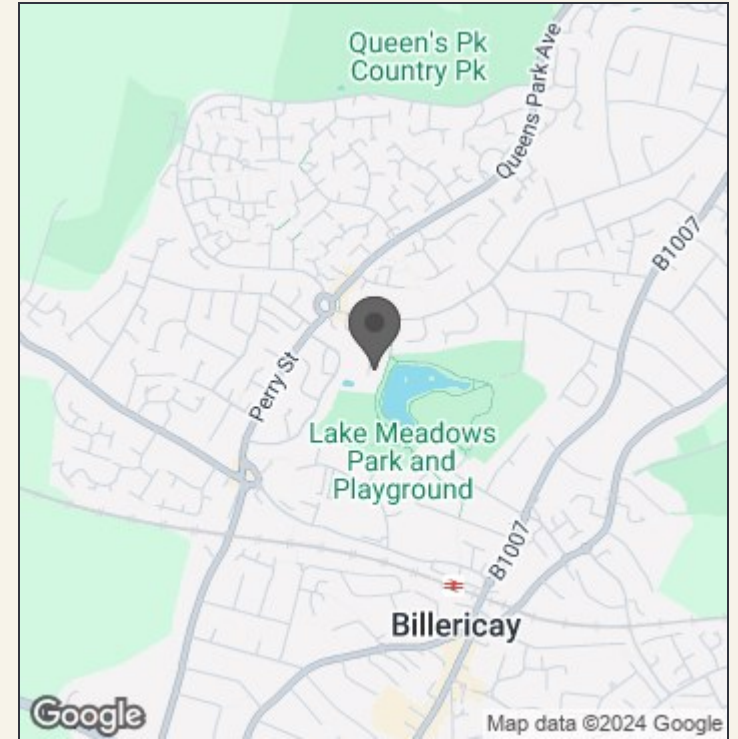 Queen's Pk
Country Pk
Queens Park Ave
B1007
Perry St
Lake Meadows
Park and
Playground
B1007
Billericay
Google
Map data ©2024 Google